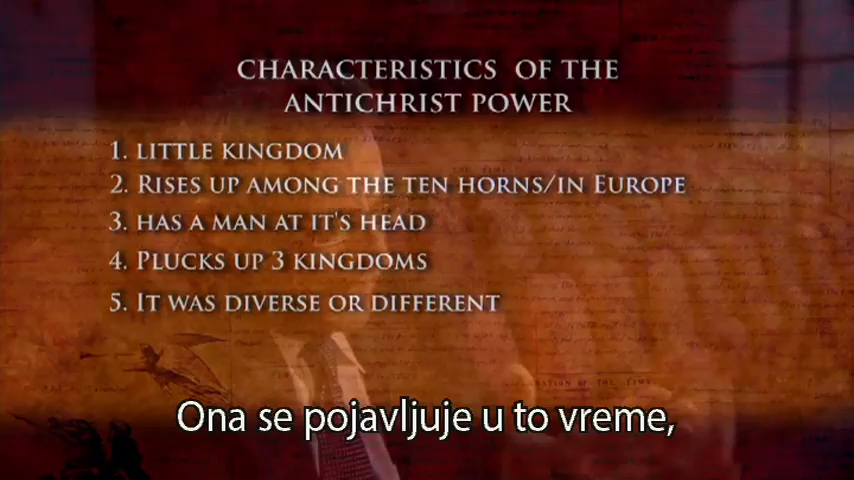 CHARACTERISTICS OF THE
ANTICHRIST POWER
1. LITTLE KINGDOM
2. RISES UP AMONG THE TEN HORNS/IN EUROPE
3. HAS A MAN AT IT'S HEAD
4. PLUCKS UP 3 KINGDOMS
5. IT WAS DIVERSE OR DIFFERENT
Ona se pojavljuje u to vreme,